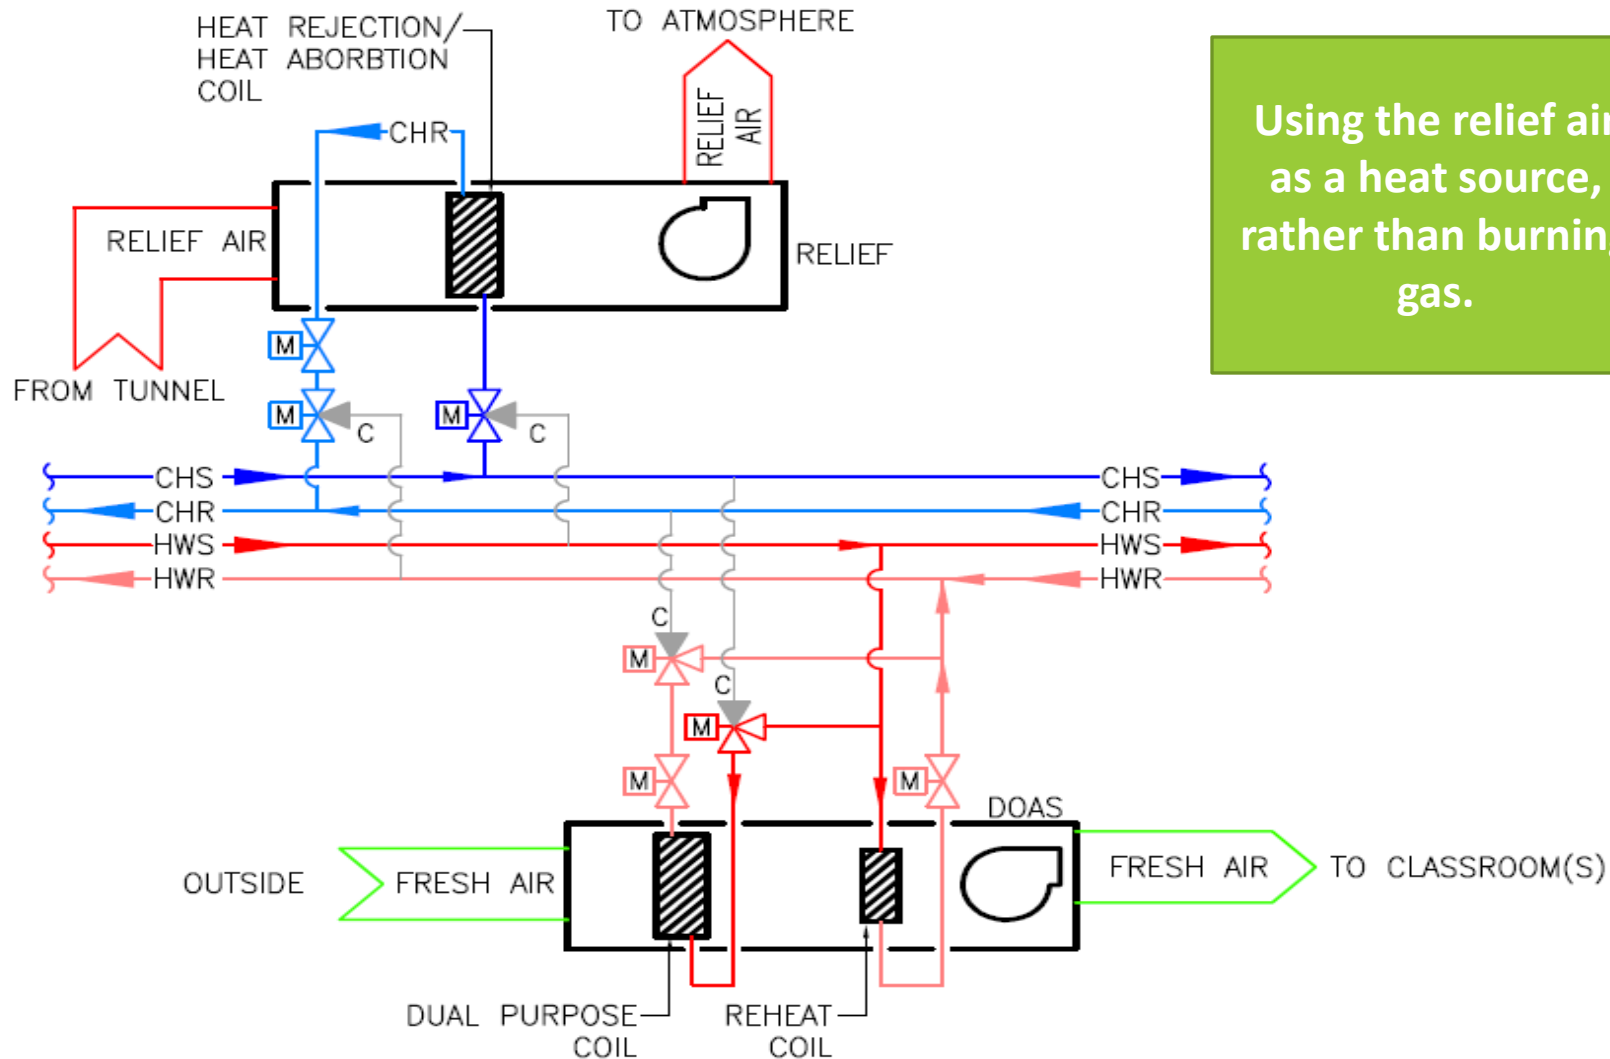 HEAT REJECTION/
HEAT ABORBTION
COIL
TO ATMOSPHERE
RELIEF
AIR
Using the relief air
as a heat source,
rather than burning
gas.
CHR
RELIEF AIR
RELIEF
M
FROM TUNNEL
M
C
M
C
CHS
CHS
CHR
CHR
HWS
HWS
HWR
HWR
C
M
C
M
M
M
DOAS
OUTSIDE
FRESH AIR
FRESH AIR
TO CLASSROOM(S)
DUAL PURPOSE
COIL
REHEAT
COIL